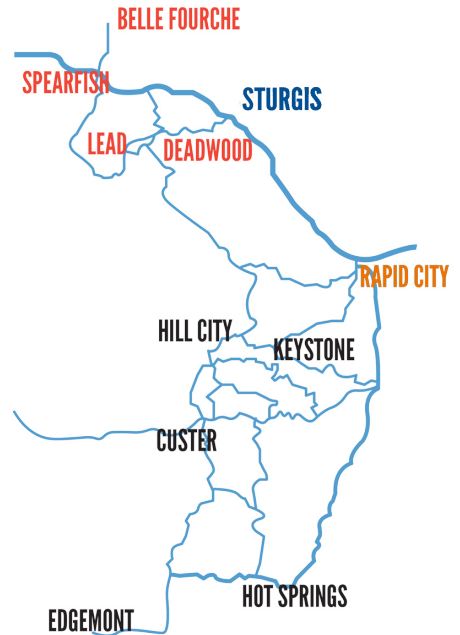 BELLE FOURCHE
SPEARFISH
STURGIS
LEAD
DEADWOOD
RAPID CITY
HILL CITY
KEYSTONE
CUSTER
HOT SPRINGS
EDGEMONT